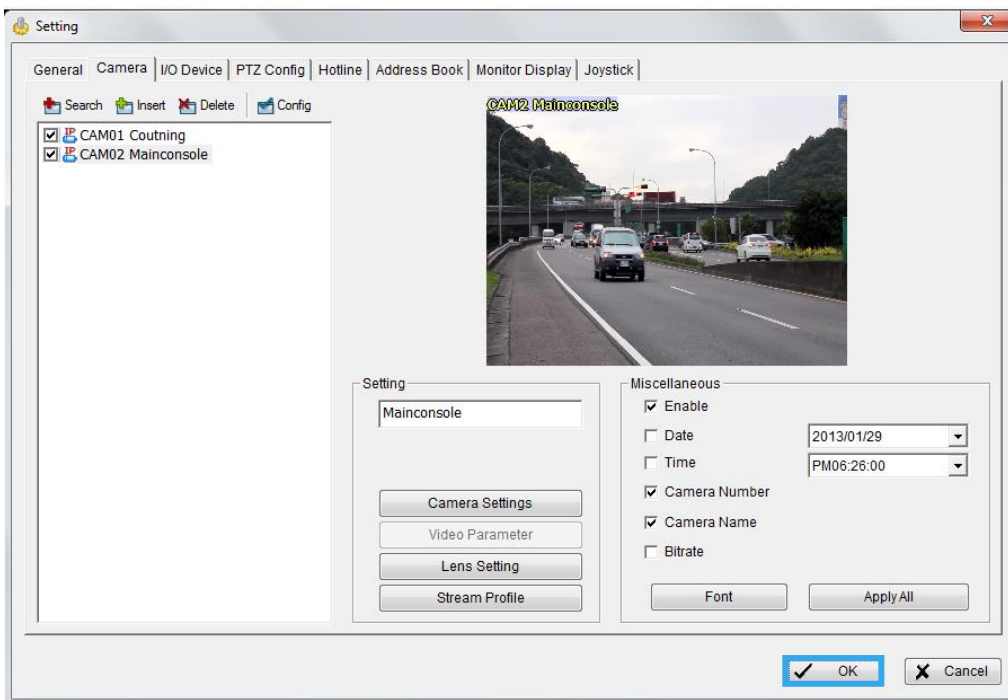 Setting
x
General Camera I/O Device PTZ Config Hotline Address Book Monitor Display Joystick
Search Insert Delete Config
IP CAM01 Coutning
IP CAM02 Mainconsole
CAM2 Mainconsole
Setting
Mainconsole
Camera Settings
Video Parameter
Lens Setting
Stream Profile
Miscellaneous
Enable
Date 2013/01/29
Time PM06:26:00
Camera Number
Camera Name
Bitrate
Font Apply All
OK Cancel